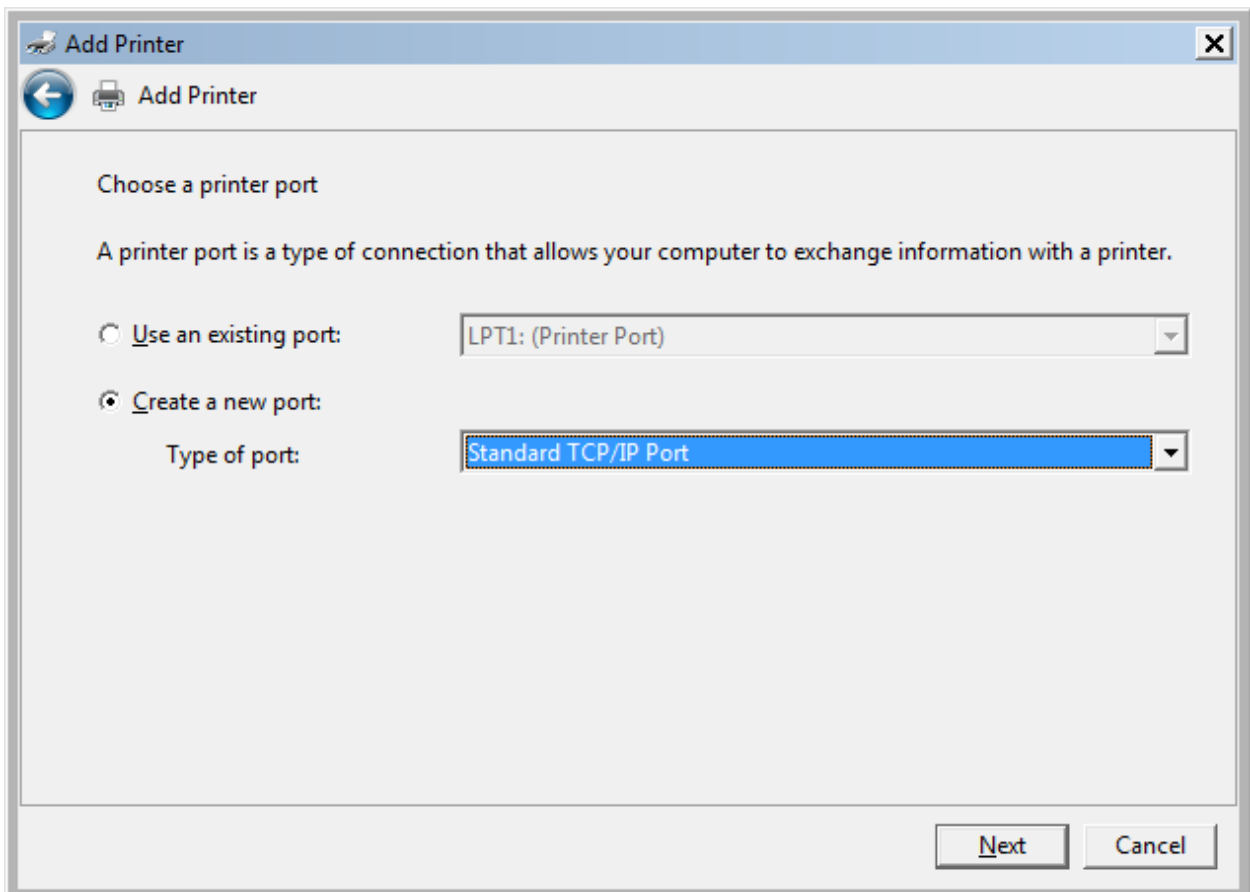 Add Printer
Add Printer
Choose a printer port
A printer port is a type of connection that allows your computer to exchange information with a printer.
Use an existing port: LPT1: (Printer Port)
Create a new port:
Type of port: Standard TCP/IP Port
Next Cancel